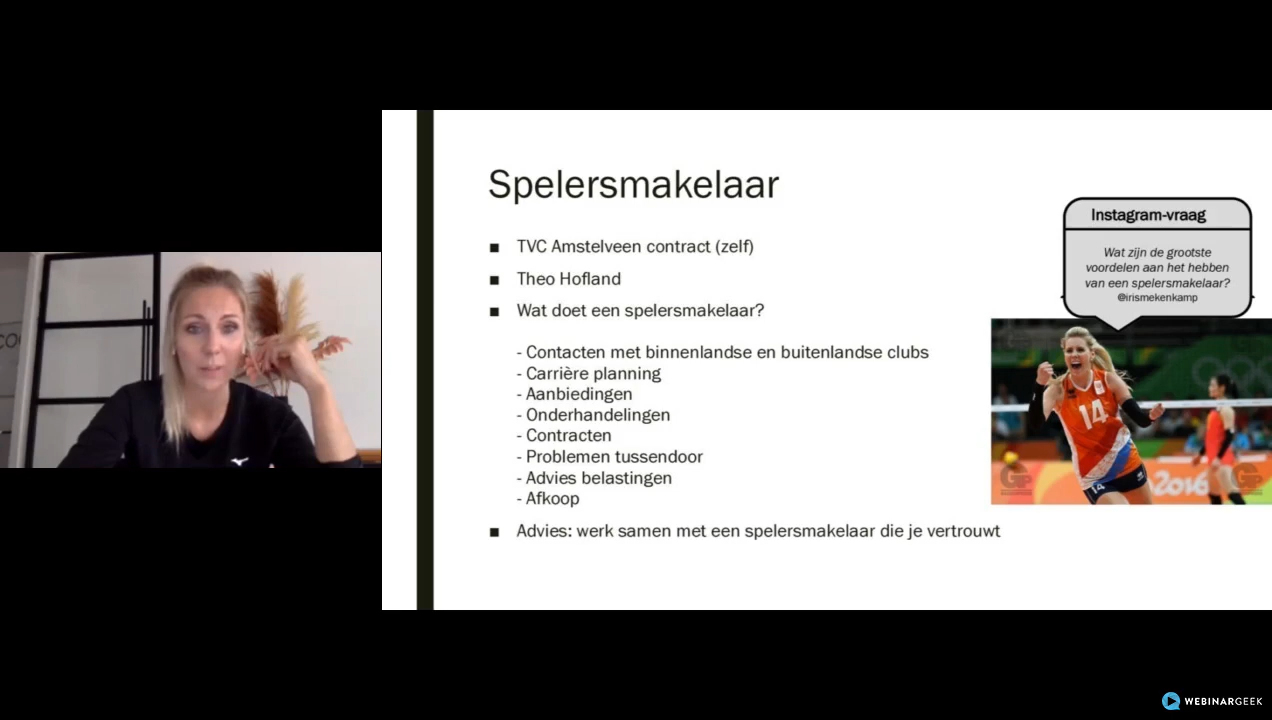 Spelersmakelaar
■ TVC Amstelveen contract (zelf)
■ Theo Hofland
■ Wat doet een spelersmakelaar?
- Contacten met binnenlandse en buitenlandse clubs
- Carrière planning
- Aanbiedingen
- Onderhandelingen
- Contracten
- Problemen tussendoor
- Advies belastingen
- Afkoop
■ Advies: werk samen met een spelersmakelaar die je vertrouwt
Instagram-vraag
Wat zijn de grootste
voordelen aan het hebben
van een spelersmakelaar?
@irismekenkamp
14
14
2016
WEBINARGEEK